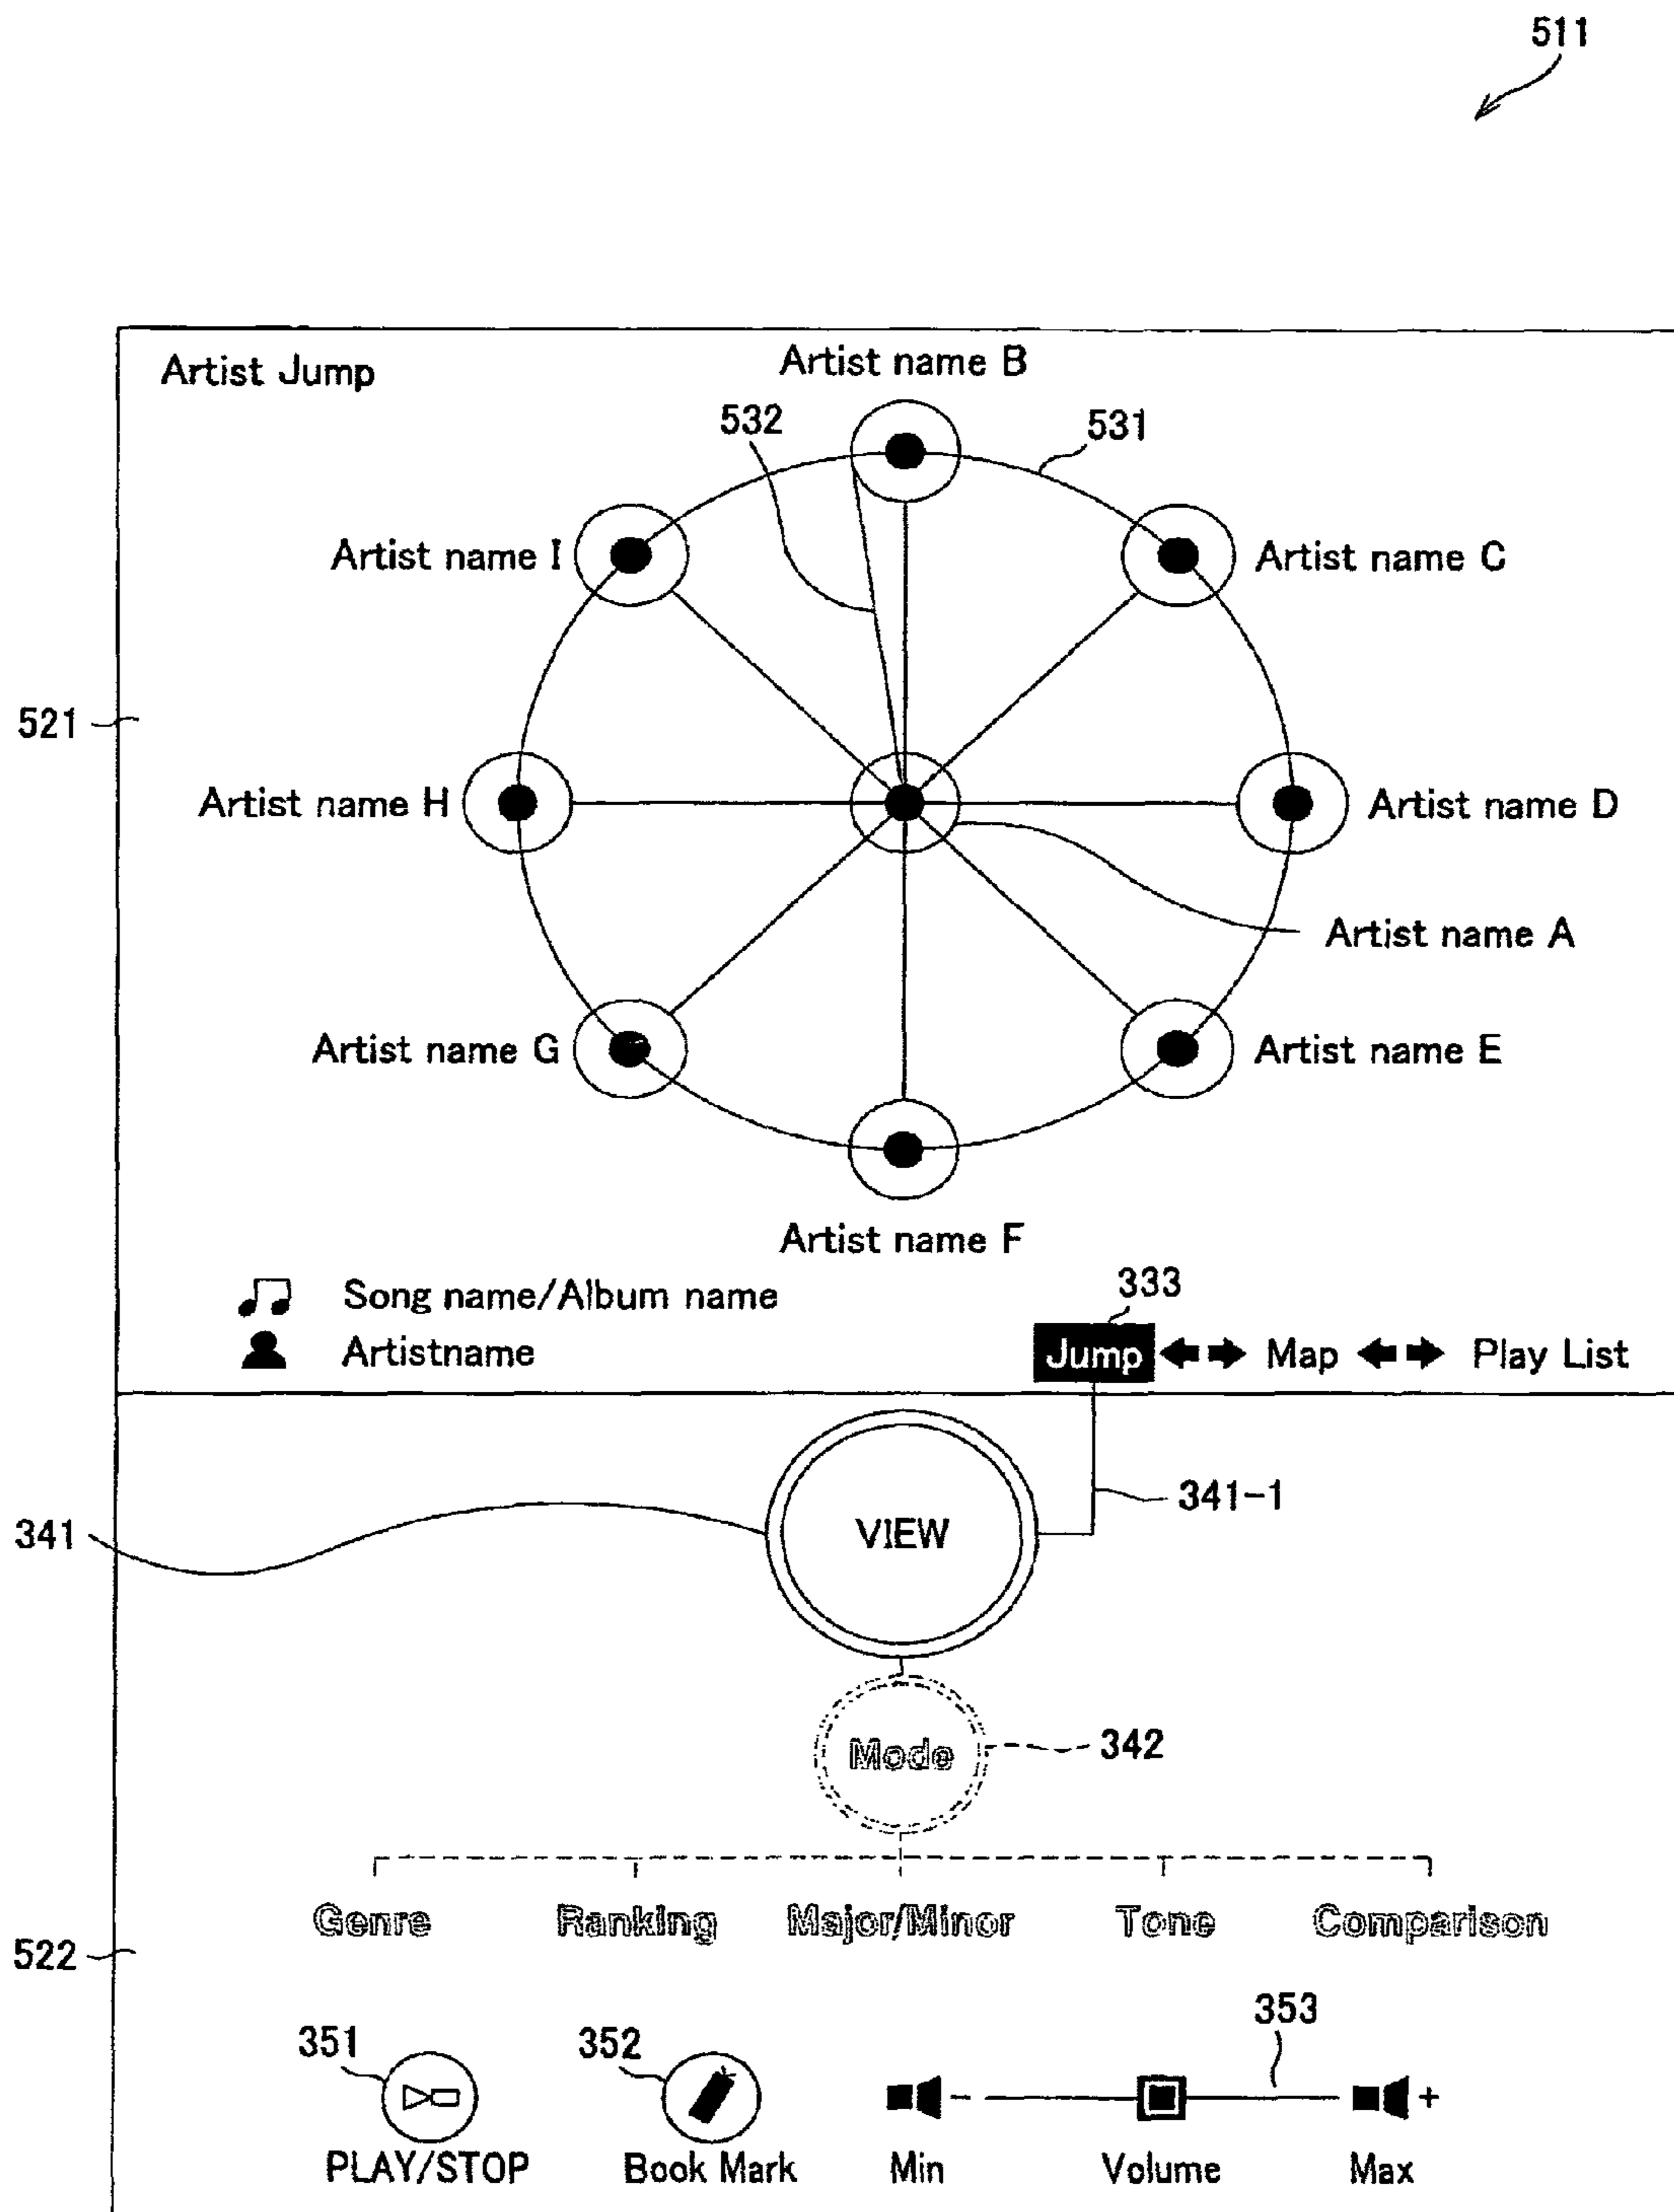 511
Artist Jump
Artist name B
532
531
Artist name I
Artist name C
521
Artist name H
Artist name D
Artist name A
Artist name G
Artist name E
Artist name F
Song name/Album name
333
Artistname
Jump Map Play List
341-1
341
VIEW
Mode
342
Genre Ranking Major/Minor Tone Comparison
522
353
351
352
- +
PLAY/STOP Book Mark Min Volume Max